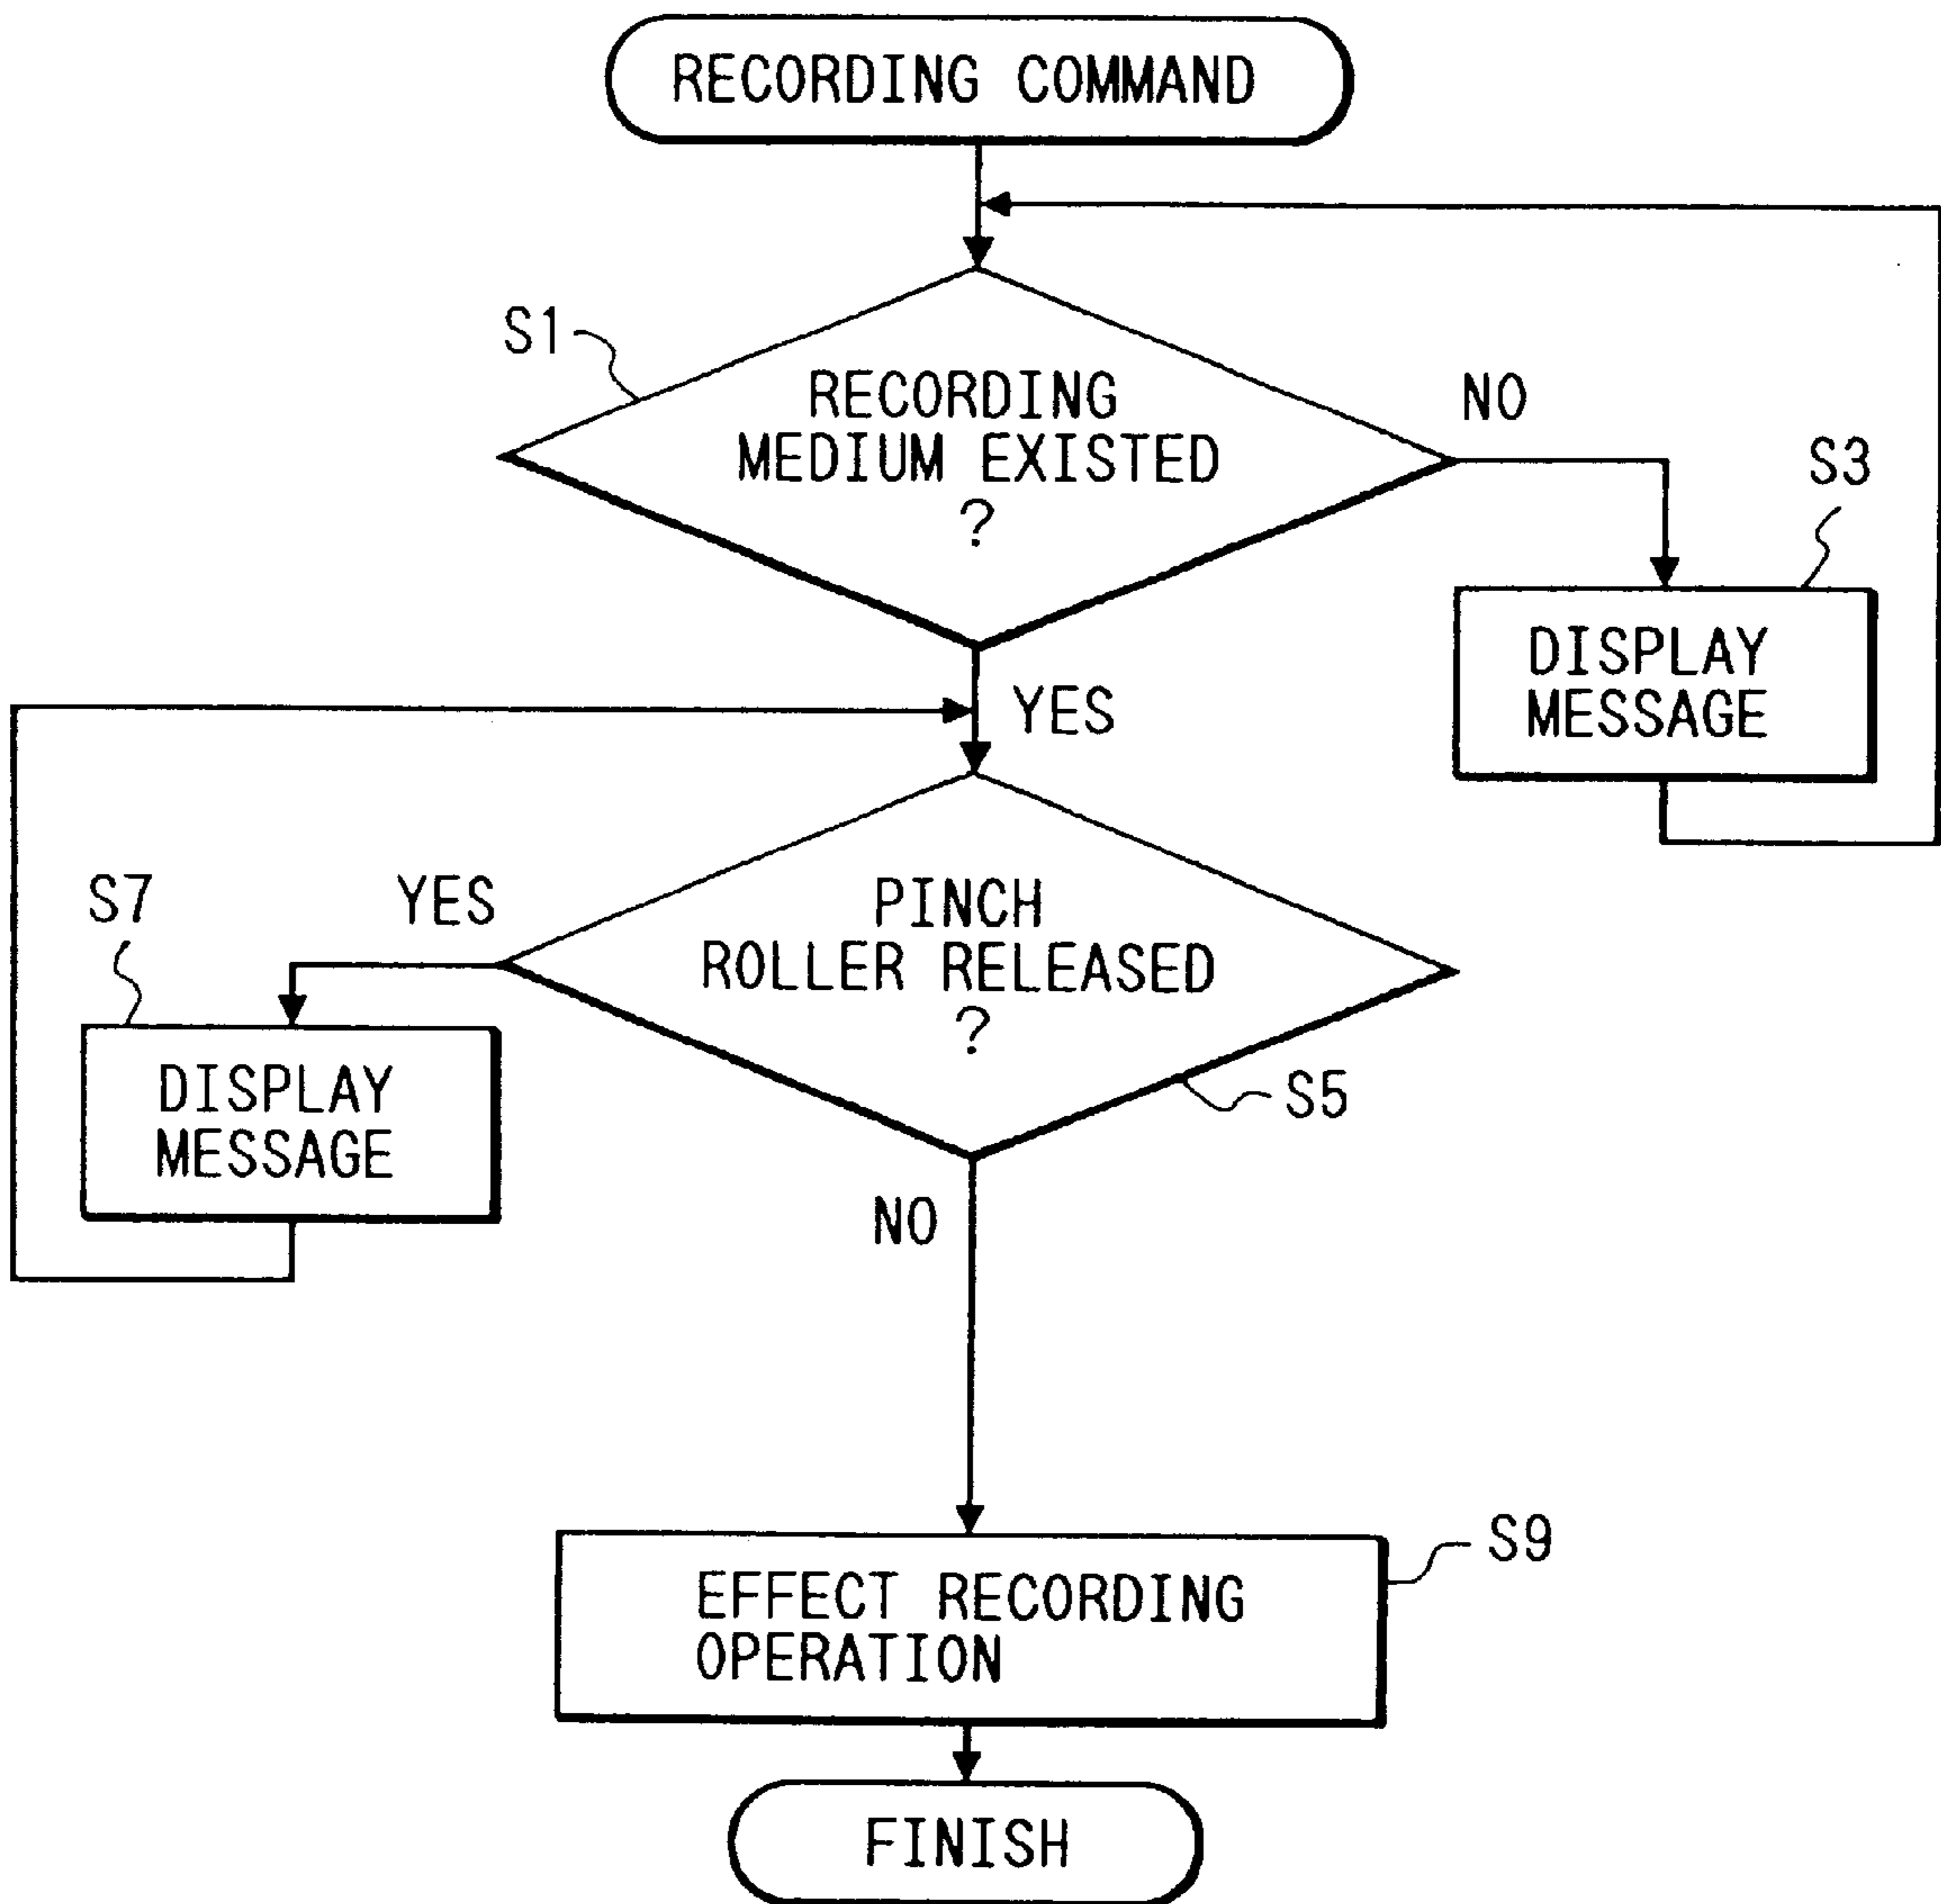 RECORDING COMMAND
S1
RECORDING
MEDIUM EXISTED
?
NO
S3
DISPLAY
MESSAGE
YES
S7
YES
PINCH
ROLLER RELEASED
?
S5
DISPLAY
MESSAGE
NO
S9
EFFECT RECORDING
OPERATION
FINISH